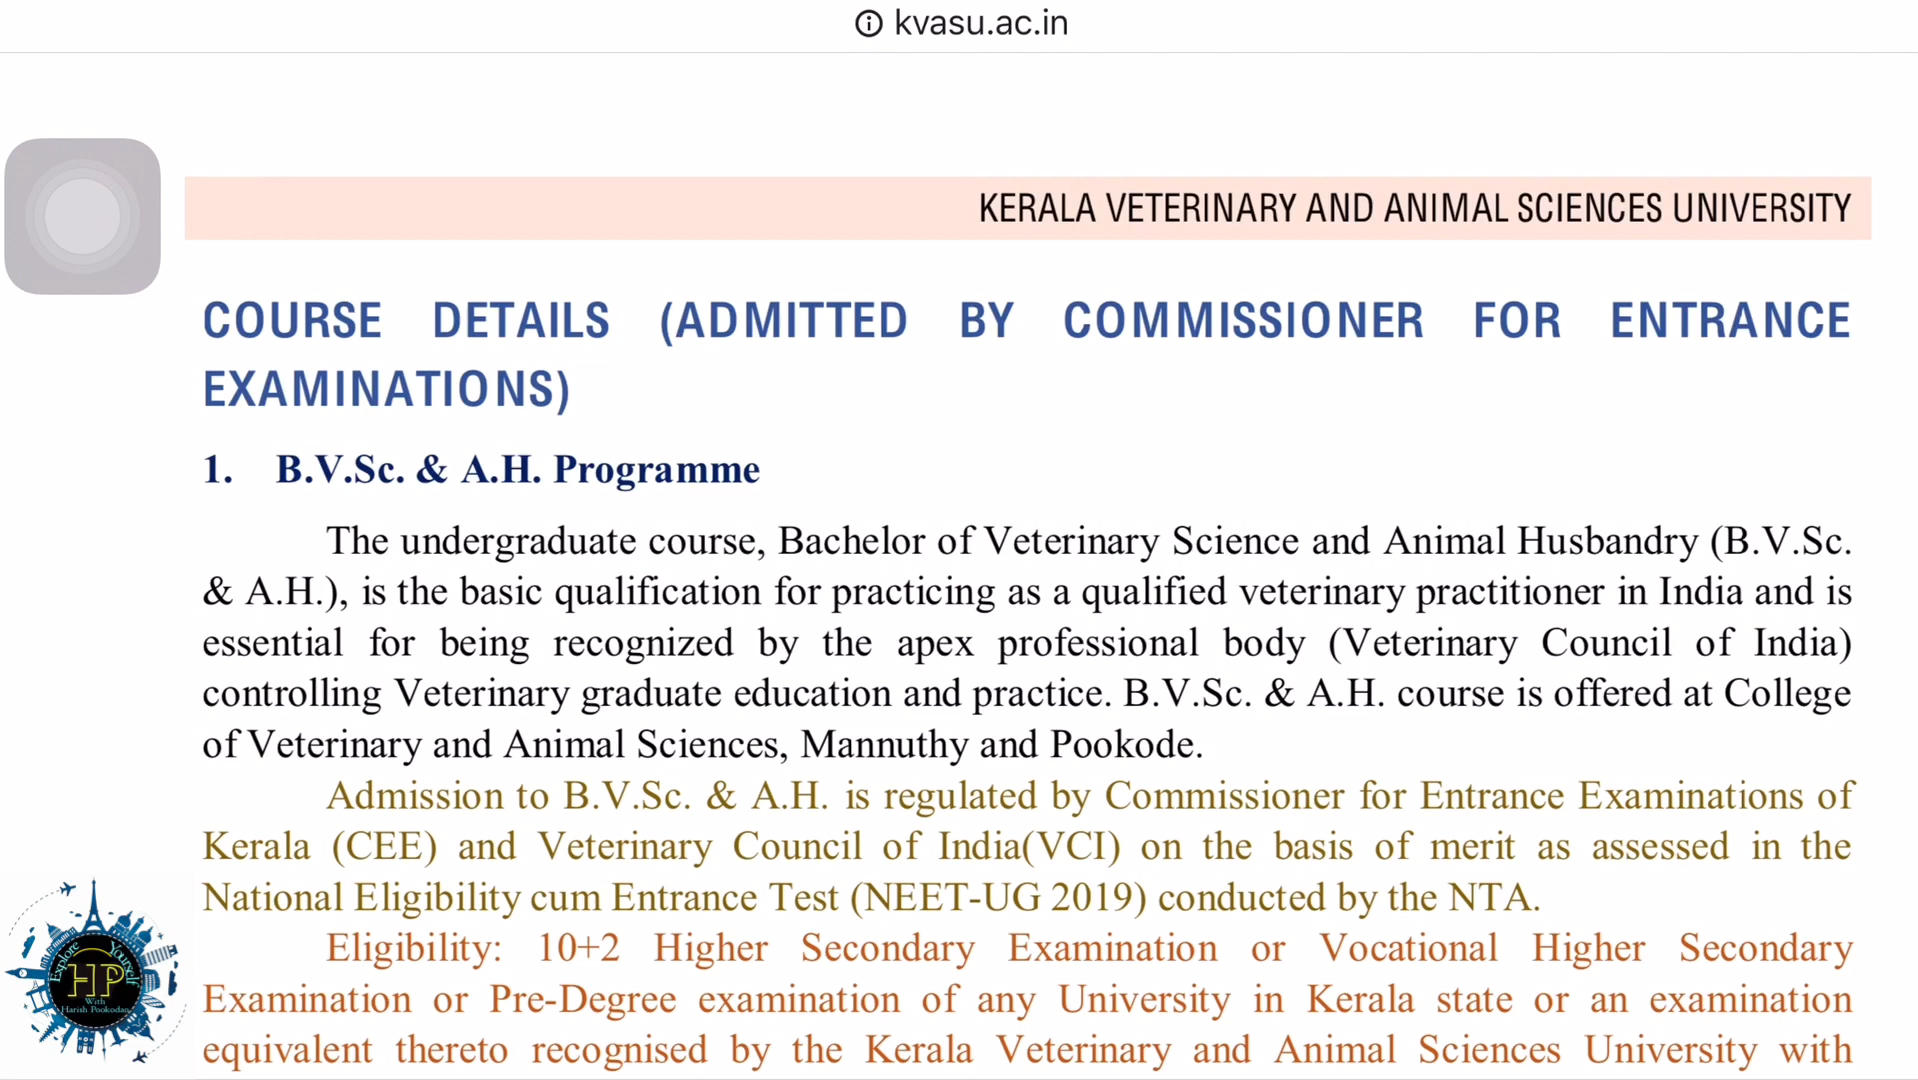 kvasu.ac.in
KERALA VETERINARY AND ANIMAL SCIENCES UNIVERSITY
COURSE DETAILS (ADMITTED BY COMMISSIONER FOR ENTRANCE
EXAMINATIONS)
1. B.V.Sc. & A.H. Programme
The undergraduate course, Bachelor of Veterinary Science and Animal Husbandry (B.V.Sc.
& A.H.), is the basic qualification for practicing as a qualified veterinary practitioner in India and is
essential for being recognized by the apex professional body (Veterinary Council of India)
controlling Veterinary graduate education and practice. B.V.Sc. & A.H. course is offered at College
of Veterinary and Animal Sciences, Mannuthy and Pookode.
Admission to B.V.Sc. & A.H. is regulated by Commissioner for Entrance Examinations of
Kerala (CEE) and Veterinary Council of India(VCI) on the basis of merit as assessed in the
National Eligibility cum Entrance Test (NEET-UG 2019) conducted by the NTA.
Eligibility: 10+2 Higher Secondary Examination or Vocational Higher Secondary
Examination or Pre-Degree examination of any University in Kerala state or an examination
equivalent thereto recognised by the Kerala Veterinary and Animal Sciences University with
Explore Yourself
HP
With
Harish Pookodan